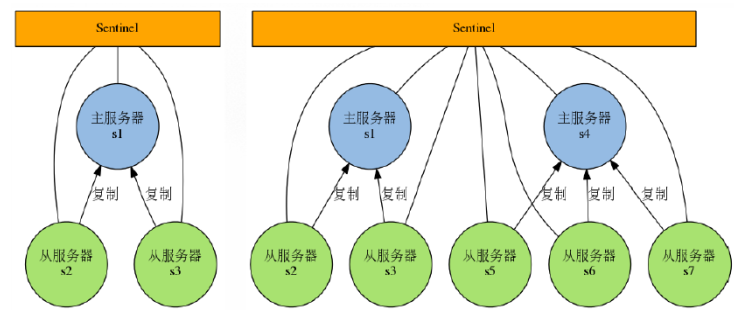 Sentinel
主服务器
s1
复制
复制
从服务器
s2
从服务器
s3
Sentinel
主服务器
s1
主服务器
s4
复制
复制
复制
复制
复制
从服务器
s2
从服务器
s3
从服务器
s5
从服务器
s6
从服务器
s7